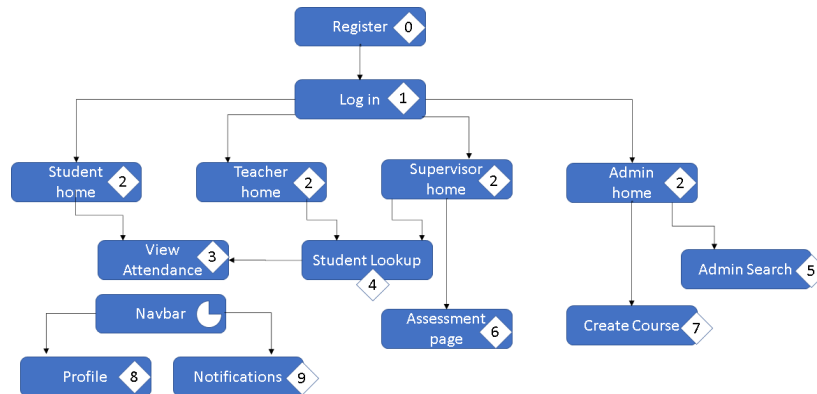 Register 0
Log in 1
Student
home 2
Teacher
home 2
Supervisor
home 2
Admin
home 2
View
Attendance 3
Student Lookup
4
Admin Search 5
Navbar
Assessment
page 6
Create Course 7
Profile 8
Notifications 9